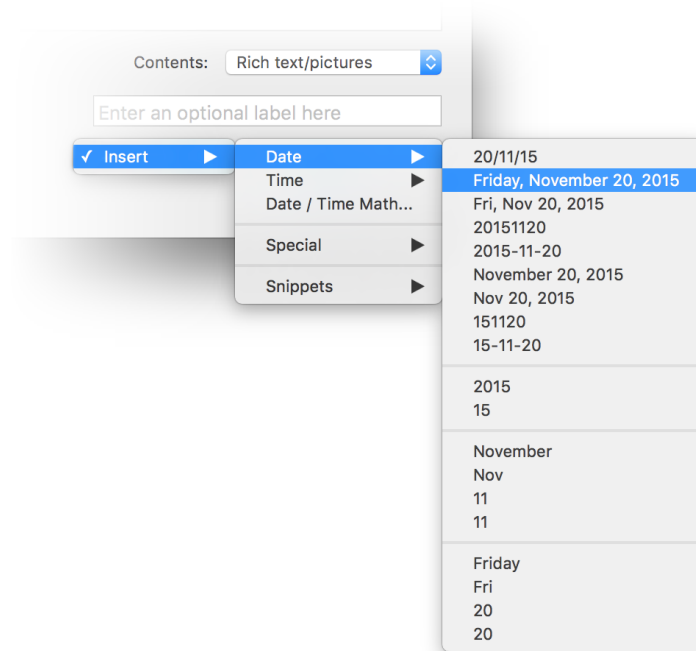 Contents: Rich text/pictures
Enter an optional label here
✓ Insert ▶
Date ▶
Time ▶
Date / Time Math...
Special ▶
Snippets ▶
20/11/15
Friday, November 20, 2015
Fri, Nov 20, 2015
20151120
2015-11-20
November 20, 2015
Nov 20, 2015
151120
15-11-20
2015
15
November
Nov
11
11
Friday
Fri
20
20